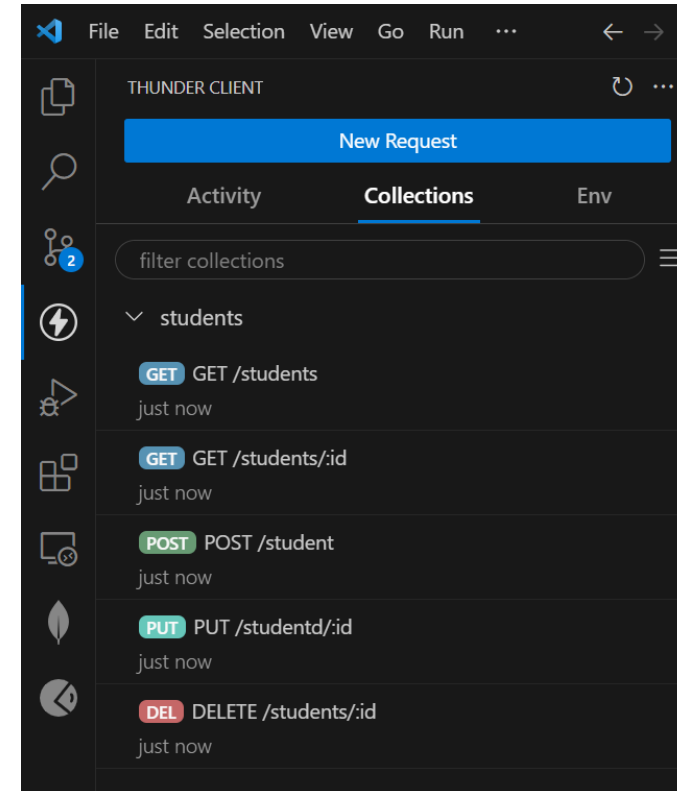 File Edit Selection View Go Run ... ← →
THUNDER CLIENT ...
New Request
Activity Collections Env
filter collections
2
students
GET GET /students
just now
GET GET /students/:id
just now
POST POST /student
just now
PUT PUT /studentd/:id
just now
DEL DELETE /students/:id
just now